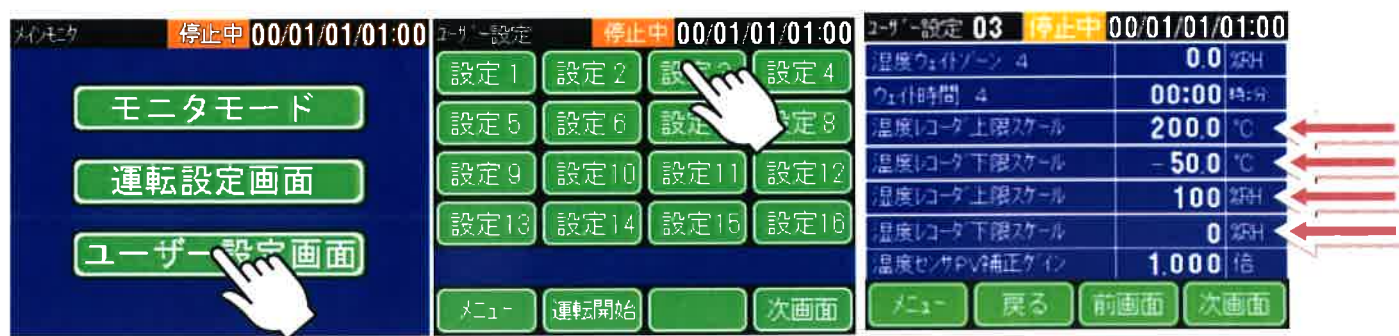 メインモニタ 停止中 00/01/01/01:00
モニタモード
運転設定画面
ユーザー設定画面
ユーザー設定 停止中 00/01/01/01:00
設定1 設定2 設定3 設定4
設定5 設定6 設定 定8
設定9 設定10 設定11 設定12
設定13 設定14 設定15 設定16
メニュー 運転開始 次画面
ユーザー設定 03 停止中 00/01/01/01:00
湿度ウェイトゾーン 4 0.0 %RH
ウェイト時間 4 00:00 時:分
温度レコーダ上限スケール 200.0 °C
温度レコーダ下限スケール -50.0 °C
湿度レコーダ上限スケール 100 %RH
湿度レコーダ下限スケール 0 %RH
温度センサPV補正ゲイン 1.000 倍
メニュー 戻る 前画面 次画面